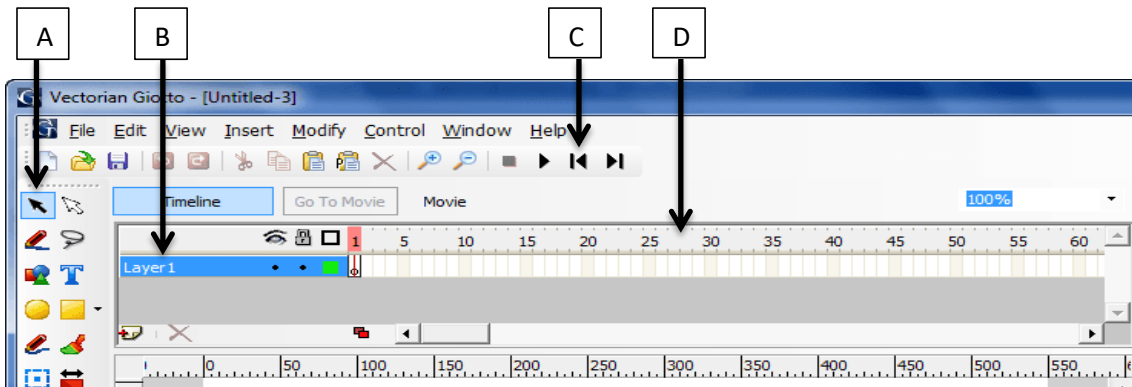 A B C D
Vectorian Giotto - [Untitled-3]
File Edit View Insert Modify Control Window Help
Timeline Go To Movie Movie 100%
1 5 10 15 20 25 30 35 40 45 50 55 60
Layer1
0 50 100 150 200 250 300 350 400 450 500 550